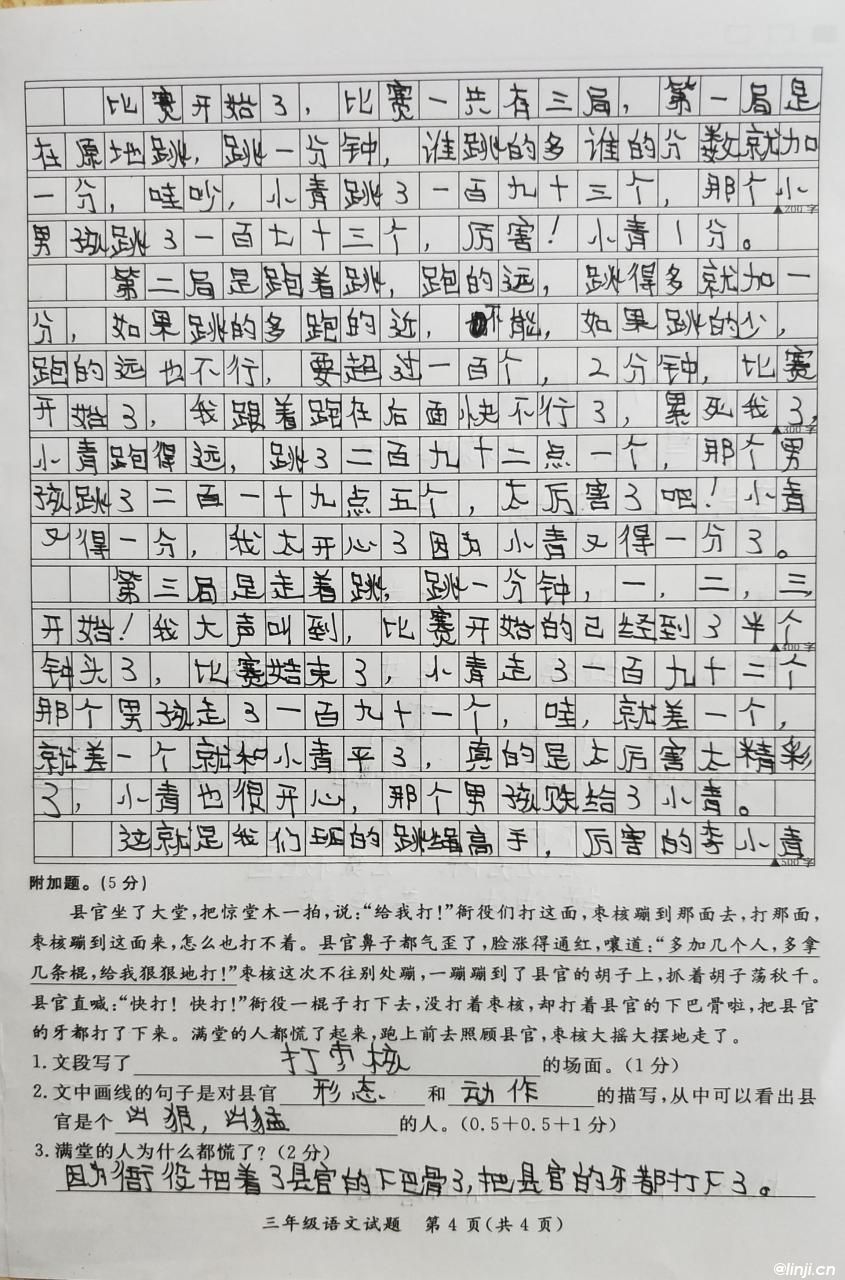 比赛开始了，比赛一共有三局，第一局是
在原地跳，跳一分钟，谁跳的多谁的分数就加
一分，哇吵，小青跳了一百九十三个，那个小
▲200字
男孩跳了一百七十三个，厉害！小青1分。
第二局是跑着跳，跑的远，跳得多就加一
分，如果跳的多跑的近，不能，如果跳的少，
跑的远也不行，要超过一百个，2分钟，比赛
开始了，我跟着跑在后面快不行了，累死我了，
▲300字
小青跑得远，跳了二百九十二点一个，那个男
孩跳了二百一十九点五个，太厉害了吧！小青
又得一分，我太开心了因为小青又得一分了。
第三局是走着跳，跳一分钟，一，二，三，
开始！我大声叫到，比赛开始的已经到了半个
▲400字
钟头了，比赛结束了，小青走了一百九十二个
那个男孩走了一百九十一个，哇，就差一个，
就差一个就和小青平了，真的是太厉害太精彩
了，小青也很开心，那个男孩败给了小青。
这就是我们班的跳绳高手，厉害的李小青
▲500字
附加题。（5分）
县官坐了大堂，把惊堂木一拍，说：“给我打！”衙役们打这面，枣核蹦到那面去，打那面，
枣核蹦到这面来，怎么也打不着。县官鼻子都气歪了，脸涨得通红，嚷道：“多加几个人，多拿
几条棍，给我狠狠地打！”枣核这次不往别处蹦，一蹦蹦到了县官的胡子上，抓着胡子荡秋千。
县官直喊：“快打！快打！”衙役一棍子打下去，没打着枣核，却打着县官的下巴骨啦，把县官
的牙都打了下来。满堂的人都慌了起来，跑上前去照顾县官，枣核大摇大摆地走了。
1.文段写了打枣核的场面。（1分）
2.文中画线的句子是对县官形态和动作的描写，从中可以看出县
官是个凶狠，凶猛的人。（0.5+0.5+1分）
3.满堂的人为什么都慌了？（2分）
因为衙役把着了县官的下巴骨了，把县官的牙都打下了。
三年级语文试题 第4页（共4页）
@linji.cn